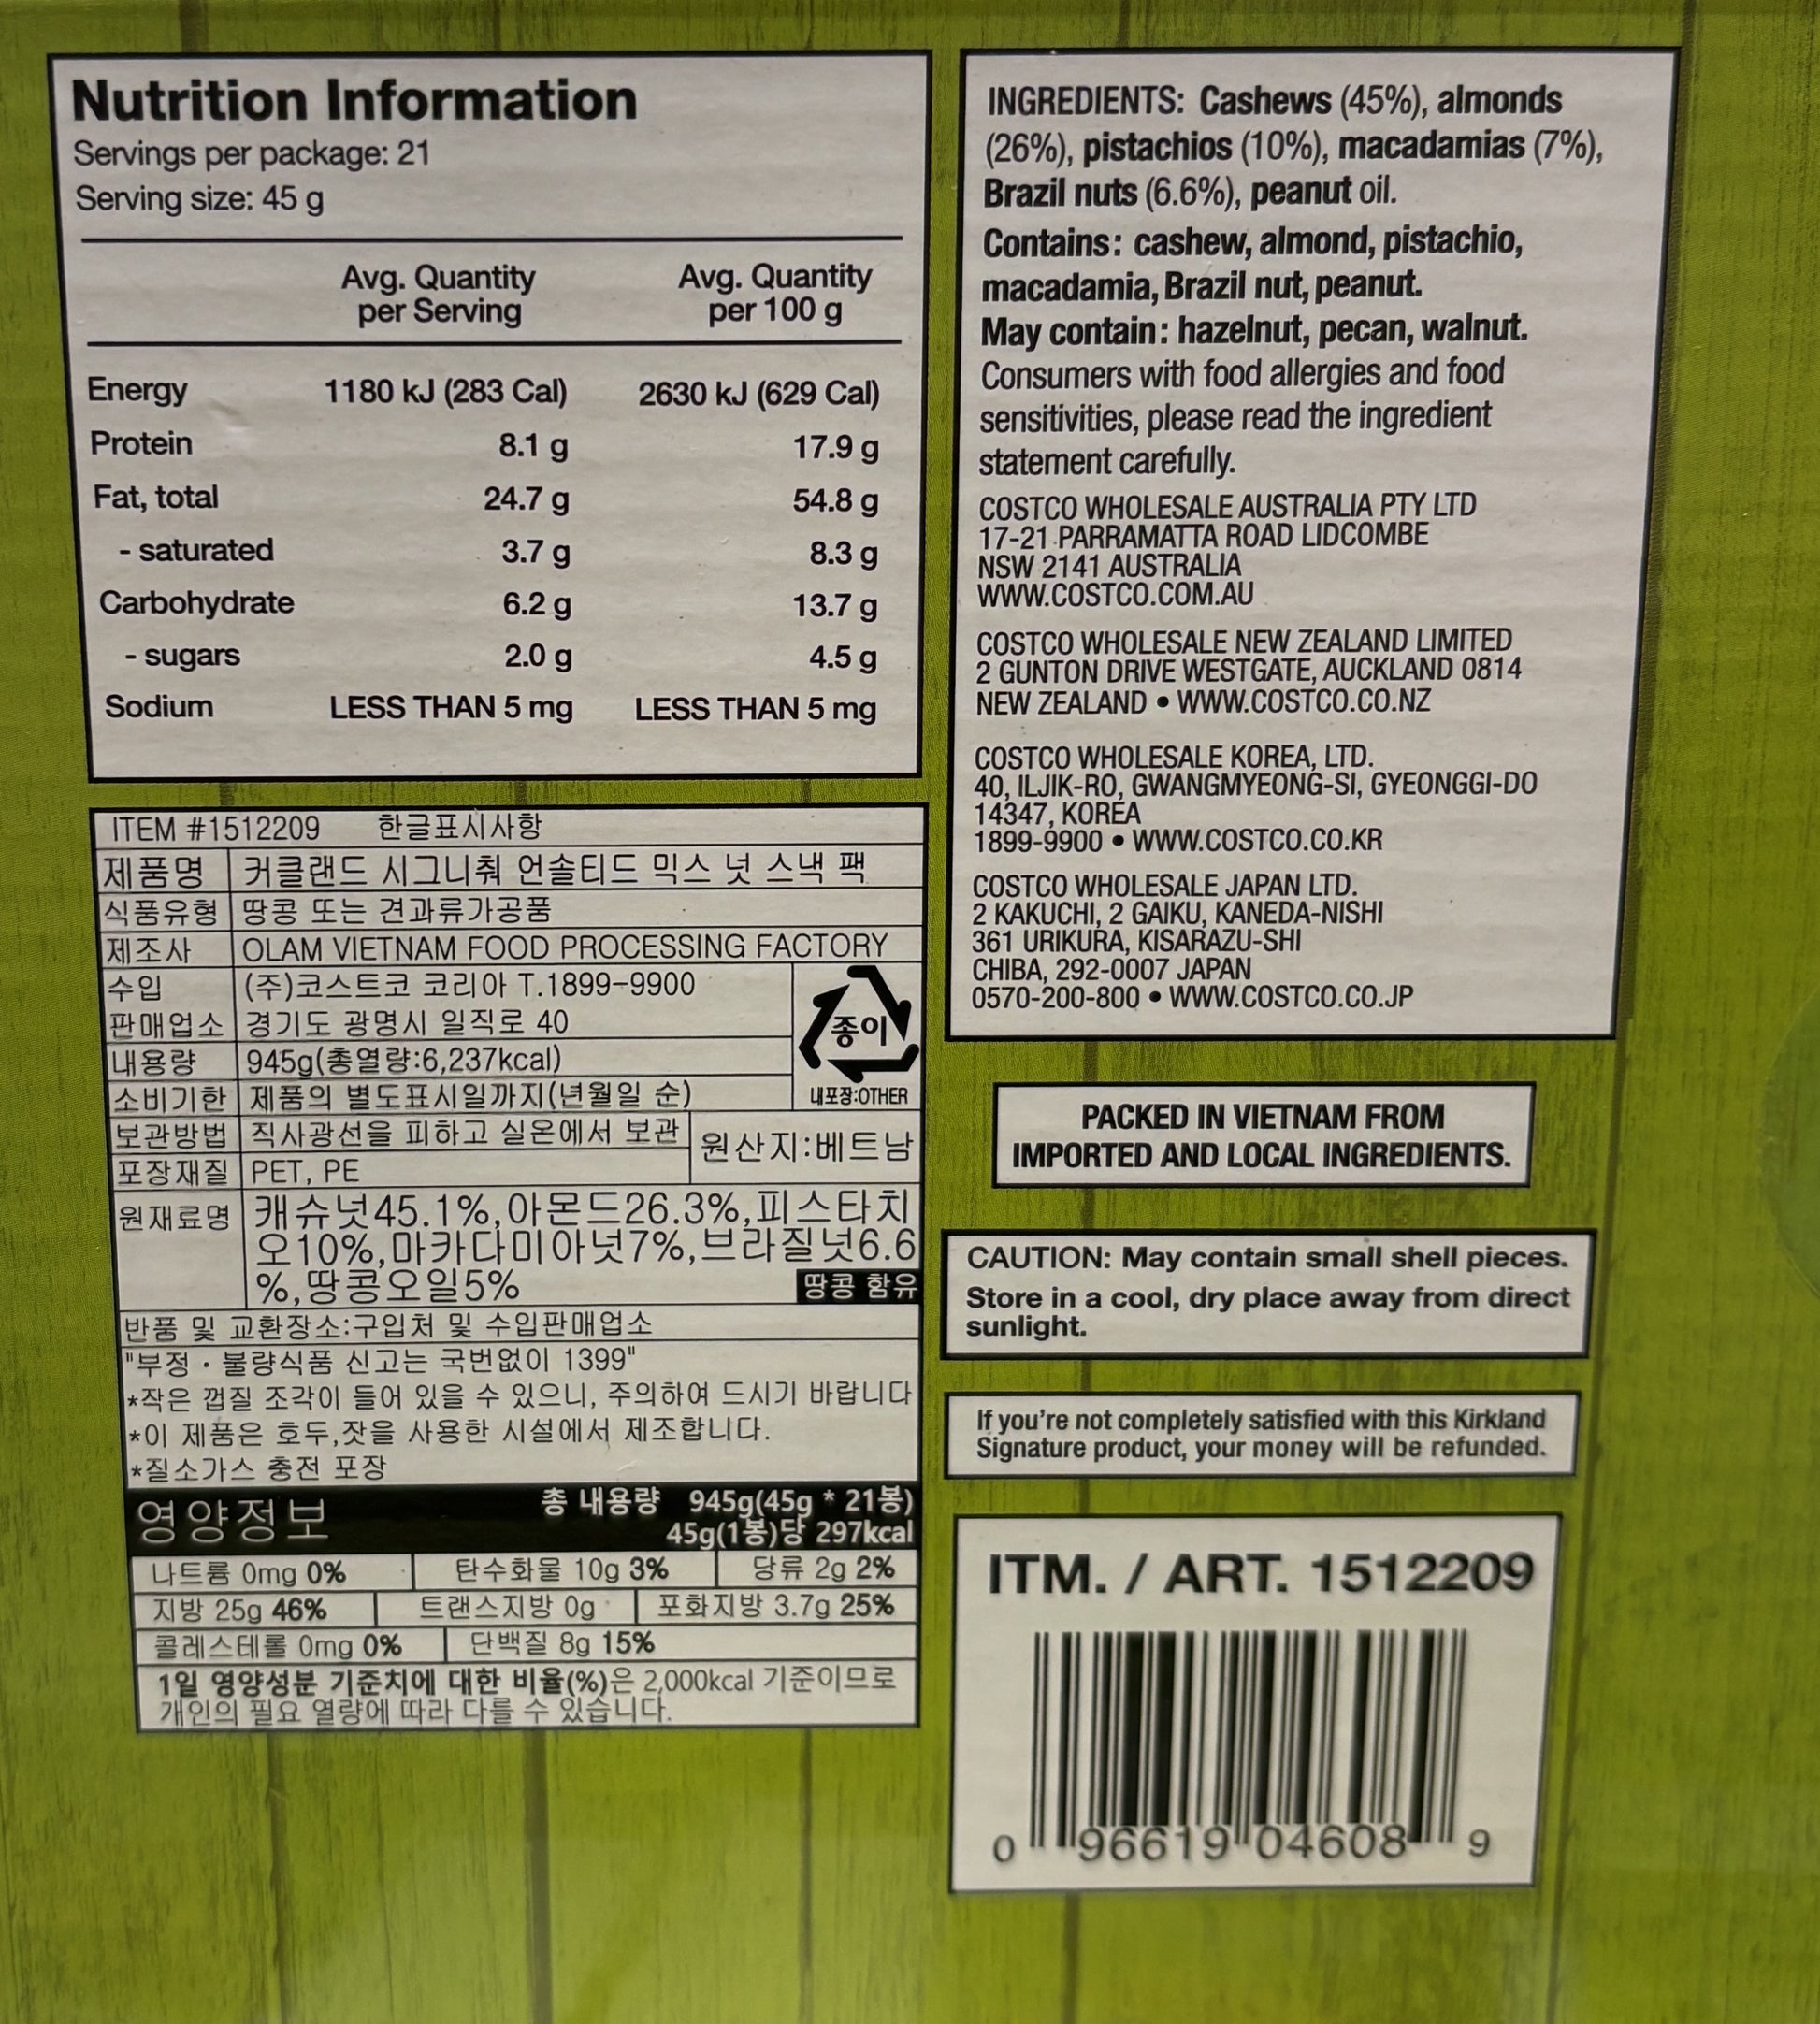 Nutrition Information
Servings per package: 21
Serving size: 45 g
Avg. Quantity per Serving Avg. Quantity per 100 g
Energy 1180 kJ (283 Cal) 2630 kJ (629 Cal)
Protein 8.1 g 17.9 g
Fat, total 24.7 g 54.8 g
- saturated 3.7 g 8.3 g
Carbohydrate 6.2 g 13.7 g
- sugars 2.0 g 4.5 g
Sodium LESS THAN 5 mg LESS THAN 5 mg
ITEM #1512209 한글표시사항
제품명 커클랜드 시그니춰 언솔티드 믹스 넛 스낵 팩
식품유형 땅콩 또는 견과류가공품
제조사 OLAM VIETNAM FOOD PROCESSING FACTORY
수입 (주)코스트코 코리아 T.1899-9900
판매업소 경기도 광명시 일직로 40
종이
내용량 945g(총열량:6,237kcal)
소비기한 제품의 별도표시일까지(년월일 순)
내포장:OTHER
보관방법 직사광선을 피하고 실온에서 보관
원산지:베트남
포장재질 PET, PE
원재료명 캐슈넛45.1%,아몬드26.3%,피스타치
오10%,마카다미아넛7%,브라질넛6.6
%,땅콩오일5% 땅콩 함유
반품 및 교환장소:구입처 및 수입판매업소
"부정·불량식품 신고는 국번없이 1399"
*작은 껍질 조각이 들어 있을 수 있으니, 주의하여 드시기 바랍니다
*이 제품은 호두,잣을 사용한 시설에서 제조합니다.
*질소가스 충전 포장
영양정보 총 내용량 945g(45g * 21봉)
45g(1봉)당 297kcal
나트륨 0mg 0% 탄수화물 10g 3% 당류 2g 2%
지방 25g 46% 트랜스지방 0g 포화지방 3.7g 25%
콜레스테롤 0mg 0% 단백질 8g 15%
1일 영양성분 기준치에 대한 비율(%)은 2,000kcal 기준이므로
개인의 필요 열량에 따라 다를 수 있습니다.
INGREDIENTS: Cashews (45%), almonds
(26%), pistachios (10%), macadamias (7%),
Brazil nuts (6.6%), peanut oil.
Contains: cashew, almond, pistachio,
macadamia, Brazil nut, peanut.
May contain: hazelnut, pecan, walnut.
Consumers with food allergies and food
sensitivities, please read the ingredient
statement carefully.
COSTCO WHOLESALE AUSTRALIA PTY LTD
17-21 PARRAMATTA ROAD LIDCOMBE
NSW 2141 AUSTRALIA
WWW.COSTCO.COM.AU
COSTCO WHOLESALE NEW ZEALAND LIMITED
2 GUNTON DRIVE WESTGATE, AUCKLAND 0814
NEW ZEALAND • WWW.COSTCO.CO.NZ
COSTCO WHOLESALE KOREA, LTD.
40, ILJIK-RO, GWANGMYEONG-SI, GYEONGGI-DO
14347, KOREA
1899-9900 • WWW.COSTCO.CO.KR
COSTCO WHOLESALE JAPAN LTD.
2 KAKUCHI, 2 GAIKU, KANEDA-NISHI
361 URIKURA, KISARAZU-SHI
CHIBA, 292-0007 JAPAN
0570-200-800 • WWW.COSTCO.CO.JP
PACKED IN VIETNAM FROM
IMPORTED AND LOCAL INGREDIENTS.
CAUTION: May contain small shell pieces.
Store in a cool, dry place away from direct
sunlight.
If you're not completely satisfied with this Kirkland
Signature product, your money will be refunded.
ITM. / ART. 1512209
0 96619 04608 9